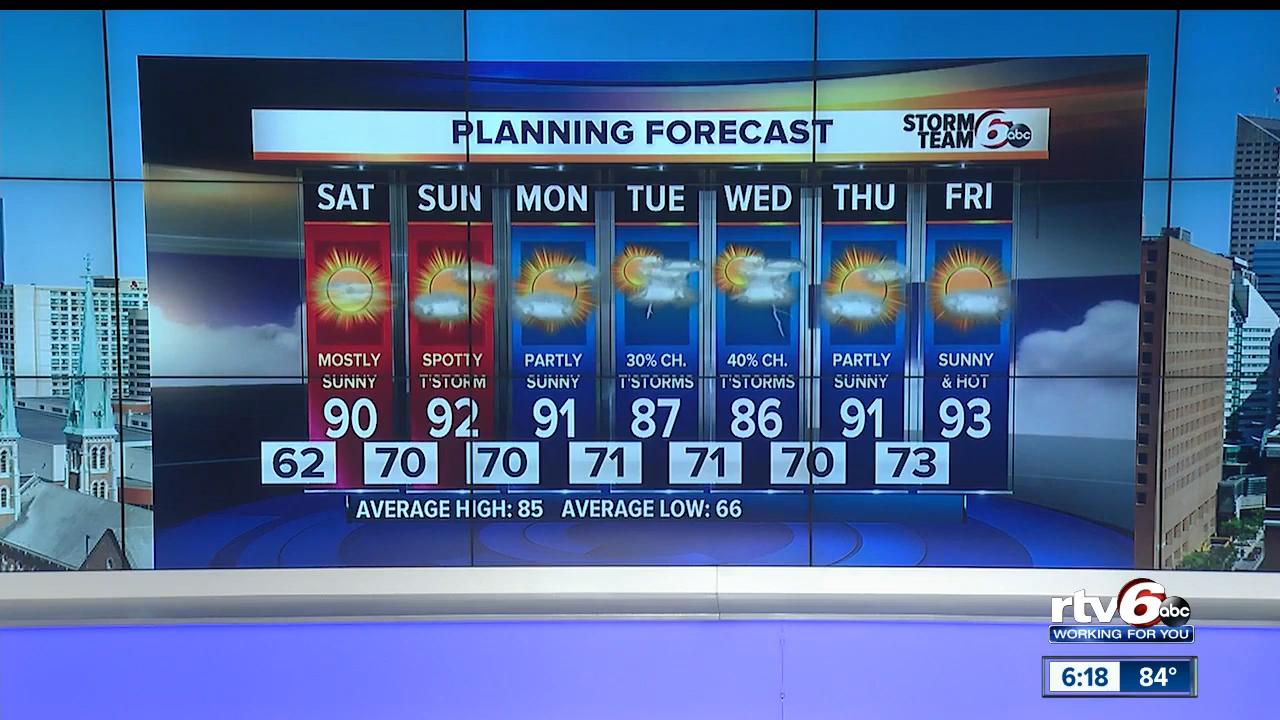 PLANNING FORECAST
STORM TEAM 6 abc
SAT SUN MON TUE WED THU FRI
MOSTLY SPOTTY PARTLY 30% CH. 40% CH. PARTLY SUNNY
SUNNY T'STORM SUNNY T'STORMS T'STORMS SUNNY & HOT
90 92 91 87 86 91 93
62 70 70 71 71 70 73
AVERAGE HIGH: 85 AVERAGE LOW: 66
rtv6 abc
WORKING FOR YOU
6:18 84°